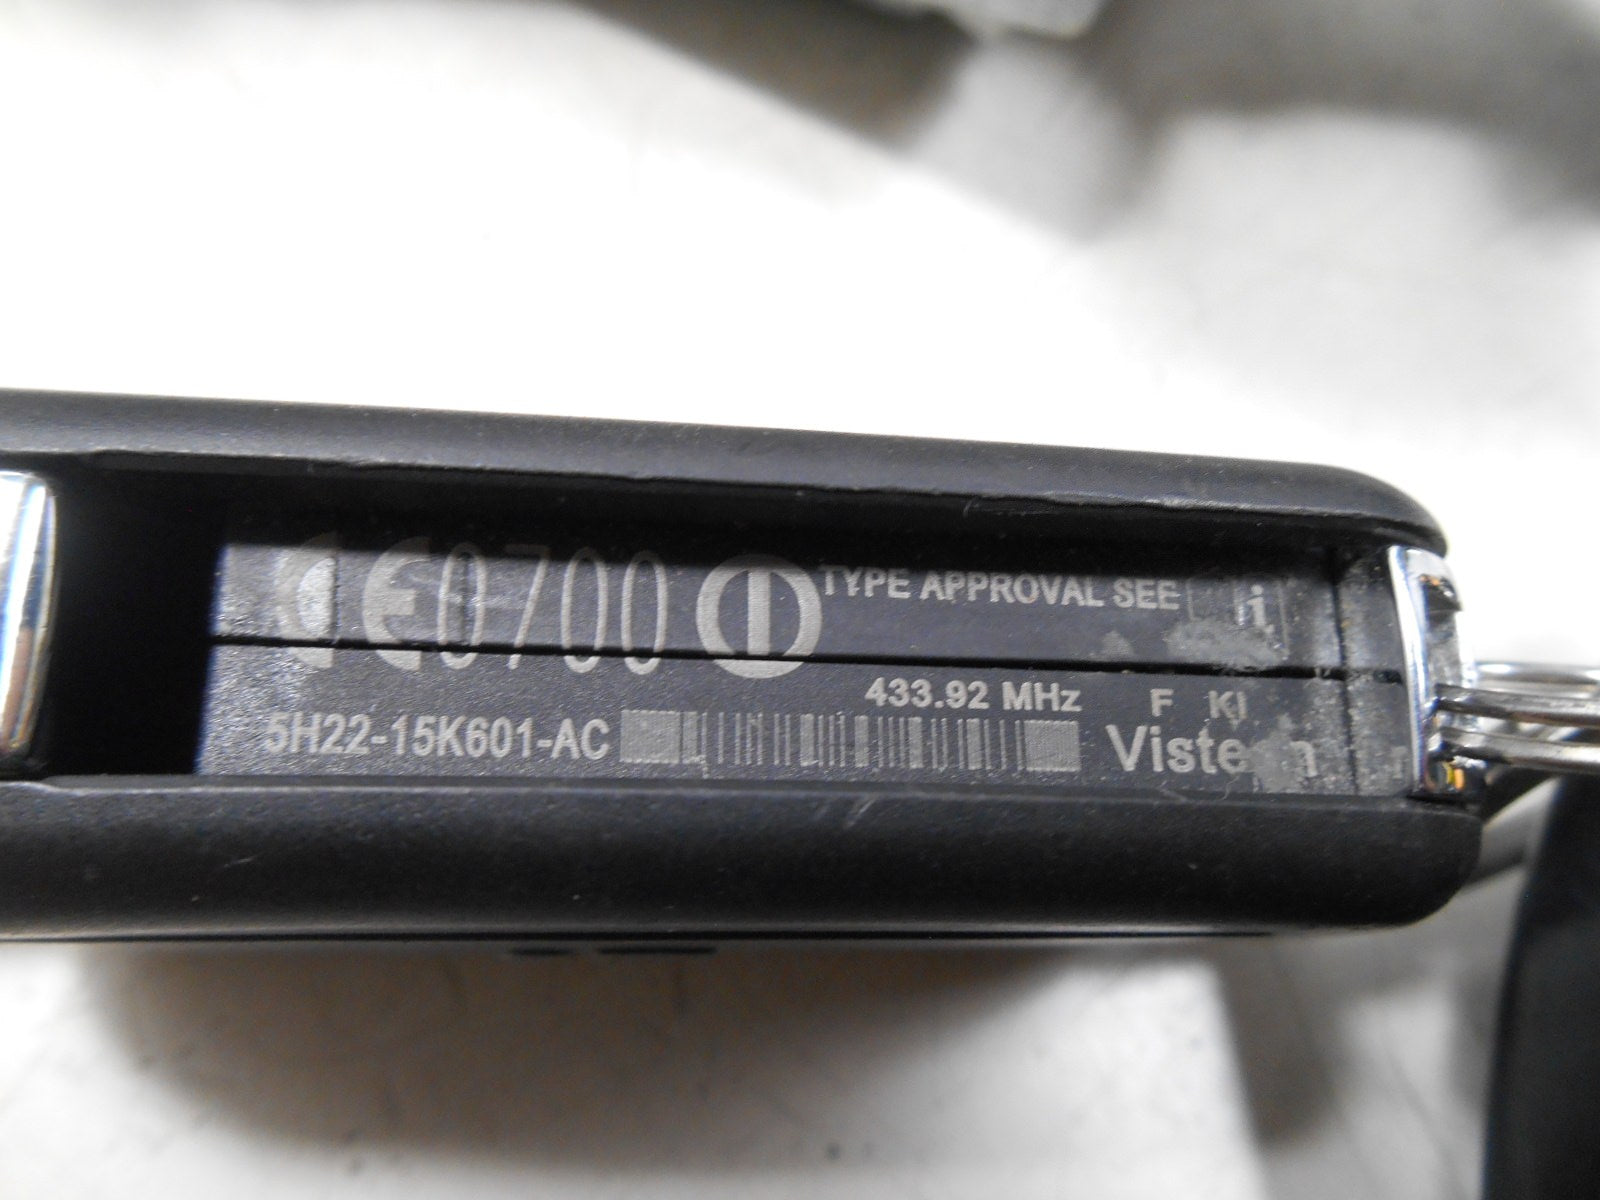 CE0700 TYPE APPROVAL SEE i
433.92 MHz F KI
5H22-15K601-AC